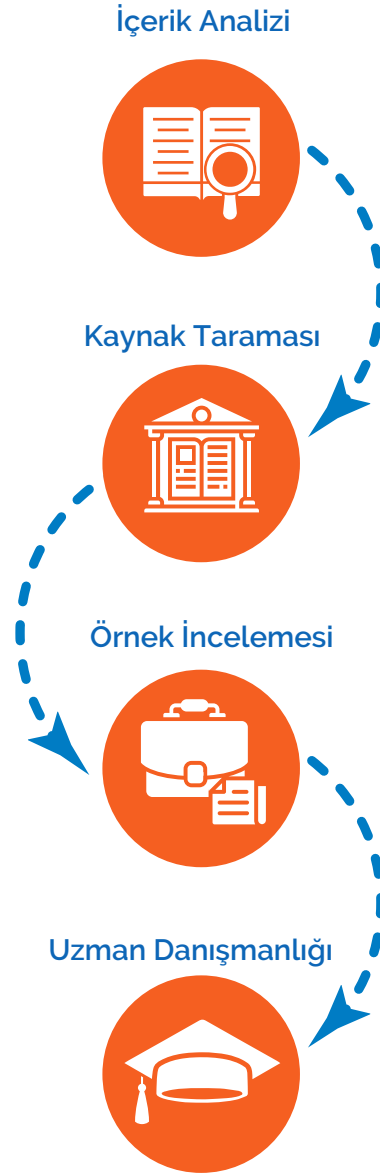 İçerik Analizi
Kaynak Taraması
Örnek İncelemesi
Uzman Danışmanlığı